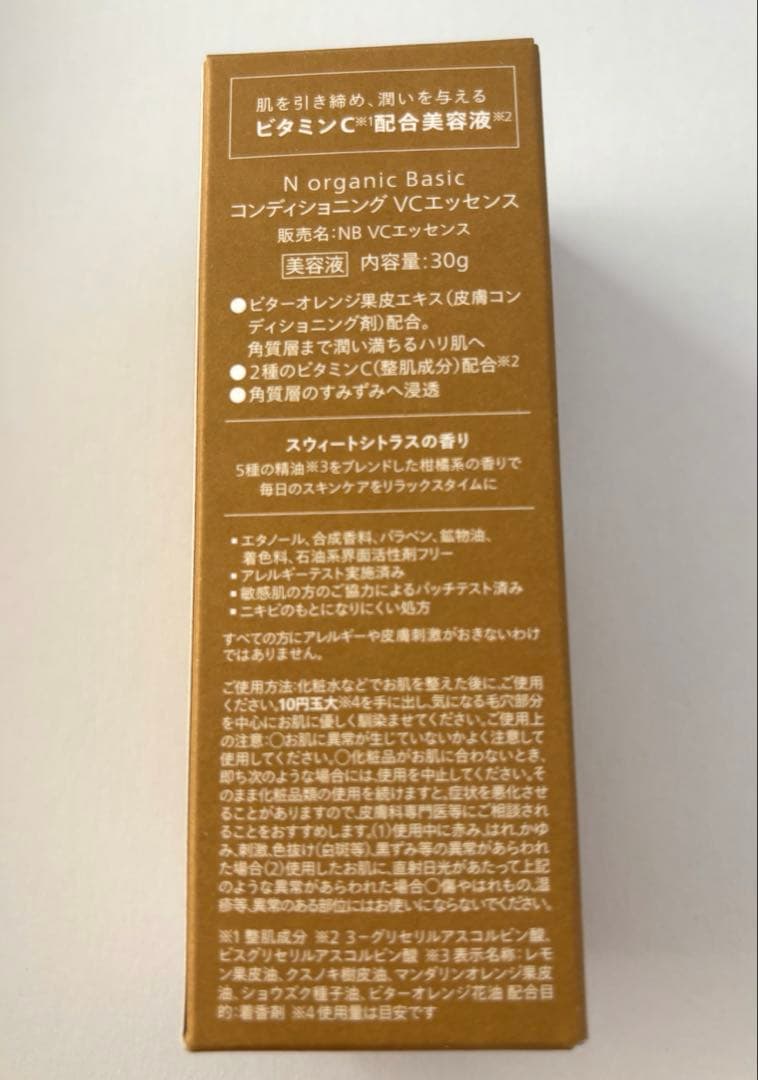 肌を引き締め、潤いを与える
ビタミンC※1配合美容液※2
N organic Basic
コンディショニング VCエッセンス
販売名：NB VCエッセンス
美容液 内容量：30g
●ビターオレンジ果皮エキス（皮膚コン
ディショニング剤）配合。
角質層まで潤い満ちるハリ肌へ
●2種のビタミンC（整肌成分）配合※2
●角質層のすみずみへ浸透
スウィートシトラスの香り
5種の精油※3をブレンドした柑橘系の香りで
毎日のスキンケアをリラックスタイムに
▪エタノール、合成香料、パラベン、鉱物油、
着色料、石油系界面活性剤フリー
▪アレルギーテスト実施済み
▪敏感肌の方のご協力によるパッチテスト済み
▪ニキビのもとになりにくい処方
すべての方にアレルギーや皮膚刺激がおきないわけ
ではありません。
ご使用方法：化粧水などでお肌を整えた後に、ご使用
ください。10円玉大※4を手に出し、気になる毛穴部分
を中心にお肌に優しく馴染ませてください。ご使用上
の注意：○お肌に異常が生じていないかよく注意して
使用してください。○化粧品がお肌に合わないとき、
即ち次のような場合には、使用を中止してください。そ
のまま化粧品類の使用を続けますと、症状を悪化させ
ることがありますので、皮膚科専門医等にご相談され
ることをおすすめします。（1）使用中に赤み、はれ、かゆ
み、刺激、色抜け（白斑等）、黒ずみ等の異常があらわれ
た場合（2）使用したお肌に、直射日光があたって上記
のような異常があらわれた場合○傷やはれもの、湿
疹等、異常のある部位にはお使いにならないでください。
※1 整肌成分 ※2 3－グリセリルアスコルビン酸、
ビスグリセリルアスコルビン酸 ※3 表示名称：レモ
ン果皮油、クスノキ樹皮油、マンダリンオレンジ果皮
油、ショウズク種子油、ビターオレンジ花油 配合目
的：着香剤 ※4 使用量は目安です